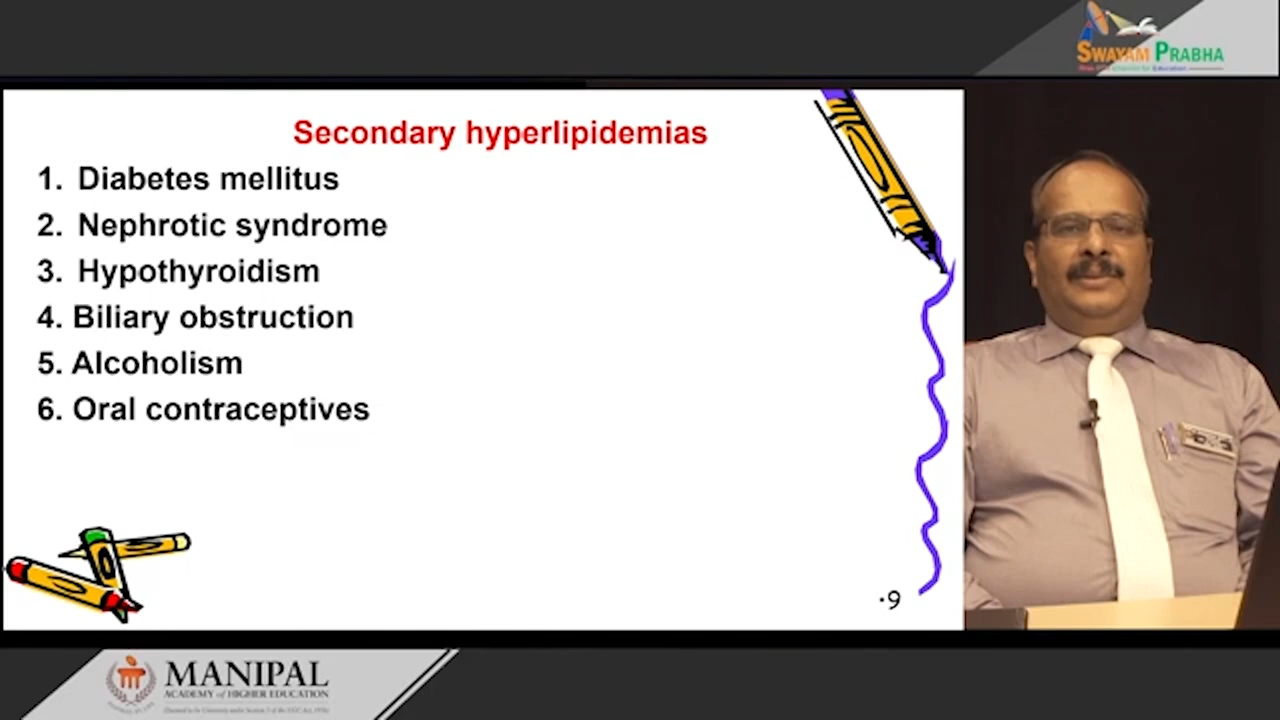 SWAYAM PRABHA
Secondary hyperlipidemias
1. Diabetes mellitus
2. Nephrotic syndrome
3. Hypothyroidism
4. Biliary obstruction
5. Alcoholism
6. Oral contraceptives
•9
MANIPAL
ACADEMY of HIGHER EDUCATION